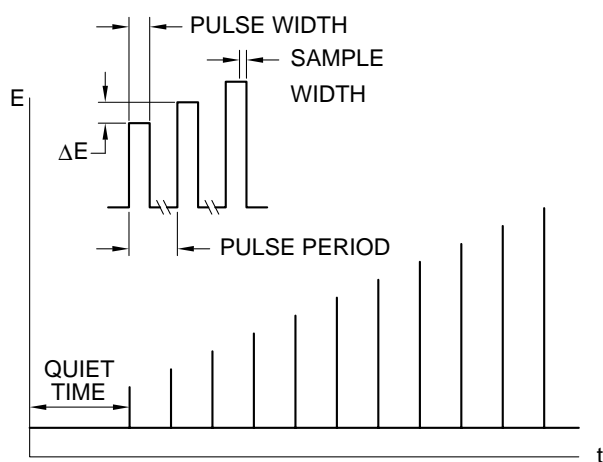 PULSE WIDTH
SAMPLE
WIDTH
E
ΔE
PULSE PERIOD
QUIET
TIME
t